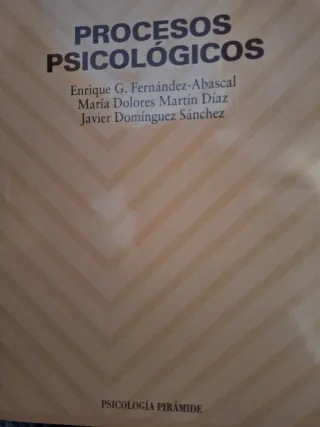 PROCESOS
PSICOLÓGICOS
Enrique G. Fernández-Abascal
María Dolores Martín Díaz
Javier Domínguez Sánchez
PSICOLOGÍA PIRÁMIDE